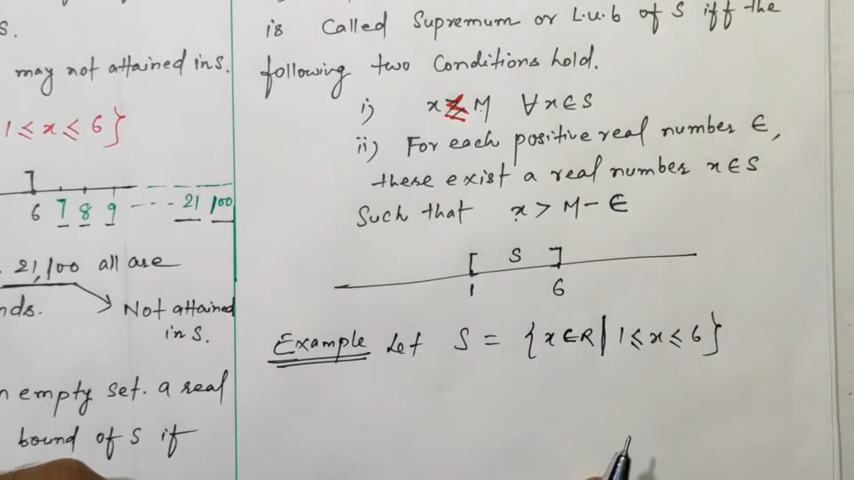 s.
may not attained in s.
1 ≤ x ≤ 6}
]
6 7 8 9 --- 21 100
21,100 all are
nds. Not attained
in s.
n empty set. a real
bound of S if
is Called Supremum or l.u.b of S iff the
following two Conditions hold.
i) x ≤ M ∀ x ∈ S
ii) For each positive real number ∈,
these exist a real number x ∈ S
Such that x > M - ∈
[ S ]
1 6
Example Let S = {x ∈ R | 1 ≤ x ≤ 6}